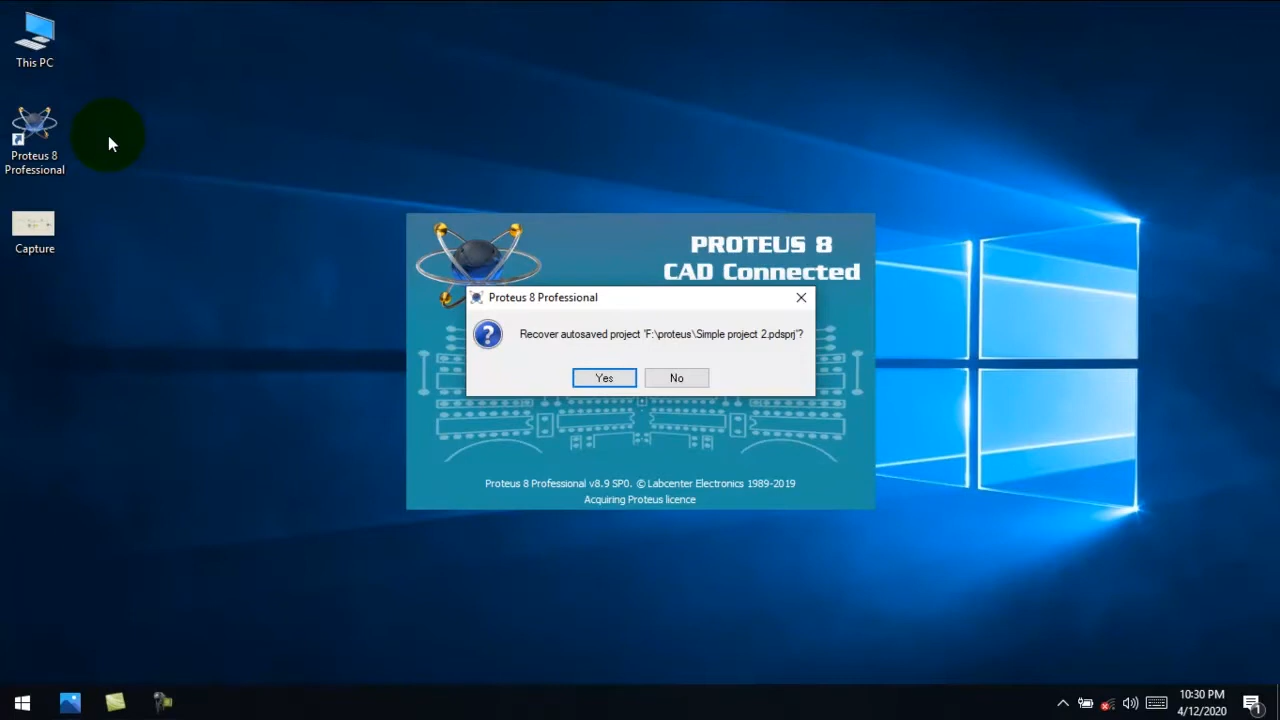 This PC
Proteus 8
Professional
Capture
PROTEUS 8
CAD Connected
Proteus 8 Professional
Recover autosaved project 'F:\proteus\Simple project 2.pdsprj'?
Yes
No
Proteus 8 Professional v8.9 SP0. © Labcenter Electronics 1989-2019
Acquiring Proteus licence
10:30 PM
4/12/2020
1